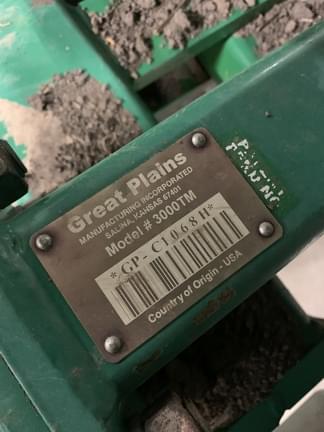 Great Plains
MANUFACTURING INCORPORATED
SALINA, KANSAS 67401
Model # 3000TM
*GP-C1068H*
Country of Origin - USA